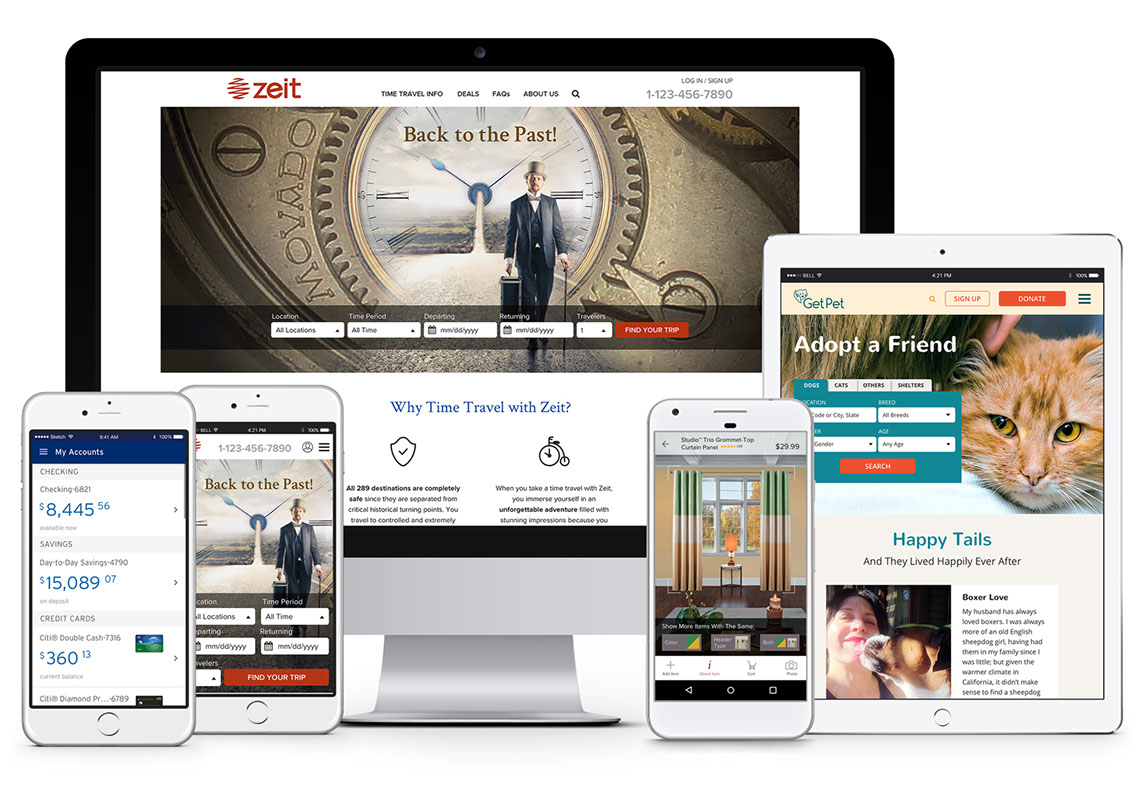 zeit
TIME TRAVEL INFO DEALS FAQs ABOUT US
LOG IN / SIGN UP
1-123-456-7890
MOVADO
Back to the Past!
Location Time Period Departing Returning Travelers
All Locations All Time mm/dd/yyyy mm/dd/yyyy 1 FIND YOUR TRIP
Why Time Travel with Zeit?
All 289 destinations are completely
safe since they are separated from
critical historical turning points. You
travel to controlled and extremely
When you take a time travel with Zeit,
you immerse yourself in an
unforgettable adventure filled with
stunning impressions because you
Sketch 9:41 AM 100%
My Accounts
CHECKING
Checking-6821
$8,445 56
available now
SAVINGS
Day-to-Day Savings-4790
$15,089 07
on deposit
CREDIT CARDS
Citi® Double Cash-7316
$360 13
current balance
Citi® Diamond Pr...-6789
BELL 4:21 PM 100%
1-123-456-7890
Back to the Past!
cation Time Period
All Locations All Time
parting Returning
mm/dd/yyyy mm/dd/yyyy
velers
FIND YOUR TRIP
Studio™ Trio Grommet-Top
Curtain Panel
$29.99
Show More Items With The Same:
Color Header Type Both
Add Item About Item Cart Photo
BELL 4:21 PM 100%
GetPet SIGN UP DONATE
Adopt a Friend
DOGS CATS OTHERS SHELTERS
LOCATION BREED
Code or City, State All Breeds
ER AGE
Gender Any Age
SEARCH
Happy Tails
And They Lived Happily Ever After
Boxer Love
My husband has always
loved boxers. I was always
more of an old English
sheepdog girl, having had
them in my family since I
was little; but given the
warmer climate in
California, it didn't make
sense to find a sheepdog